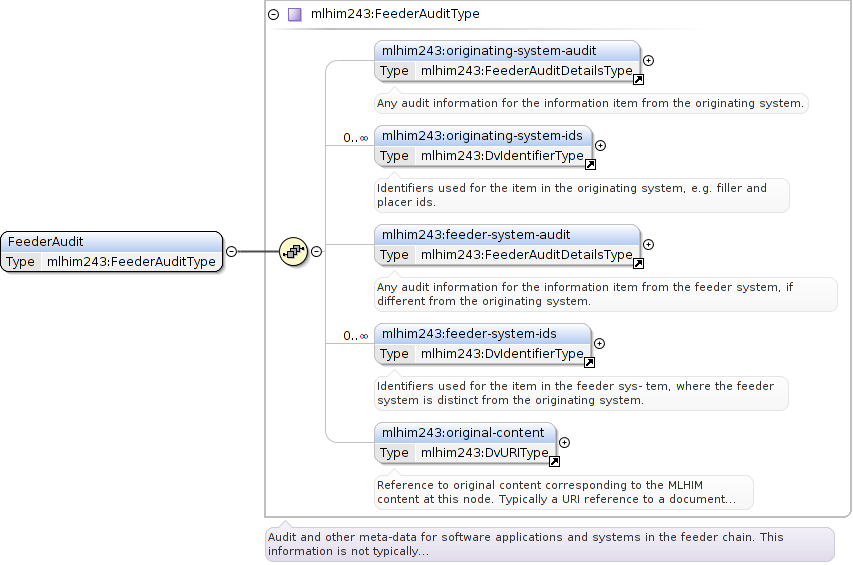 mlhim243:FeederAuditType
mlhim243:originating-system-audit
Type mlhim243:FeederAuditDetailsType
Any audit information for the information item from the originating system.
0..∞
mlhim243:originating-system-ids
Type mlhim243:DvIdentifierType
Identifiers used for the item in the originating system, e.g. filler and
placer ids.
mlhim243:feeder-system-audit
Type mlhim243:FeederAuditDetailsType
FeederAudit
Type mlhim243:FeederAuditType
Any audit information for the information item from the feeder system, if
different from the originating system.
0..∞
mlhim243:feeder-system-ids
Type mlhim243:DvIdentifierType
Identifiers used for the item in the feeder sys- tem, where the feeder
system is distinct from the originating system.
mlhim243:original-content
Type mlhim243:DvURIType
Reference to original content corresponding to the MLHIM
content at this node. Typically a URI reference to a document...
Audit and other meta-data for software applications and systems in the feeder chain. This
information is not typically...